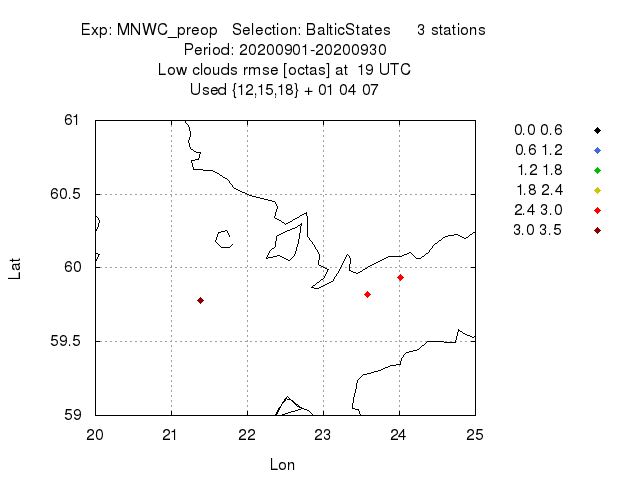 Exp: MNWC_preop   Selection: BalticStates      3 stations
Period: 20200901-20200930
Low clouds rmse [octas] at  19 UTC
Used {12,15,18} + 01 04 07
61
60.5
60
59.5
59
Lat
20 21 22 23 24 25
Lon
0.0 0.6
0.6 1.2
1.2 1.8
1.8 2.4
2.4 3.0
3.0 3.5